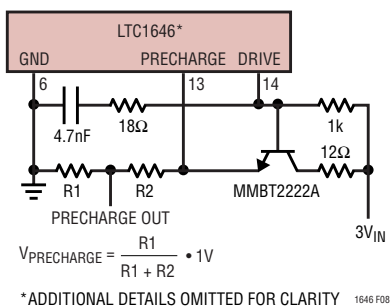 LTC1646*
GND PRECHARGE DRIVE
6 13 14
4.7nF 18Ω 1k
12Ω
R1 R2 MMBT2222A
PRECHARGE OUT
3VIN
VPRECHARGE = R1 / R1 + R2 • 1V
*ADDITIONAL DETAILS OMITTED FOR CLARITY 1646 F08